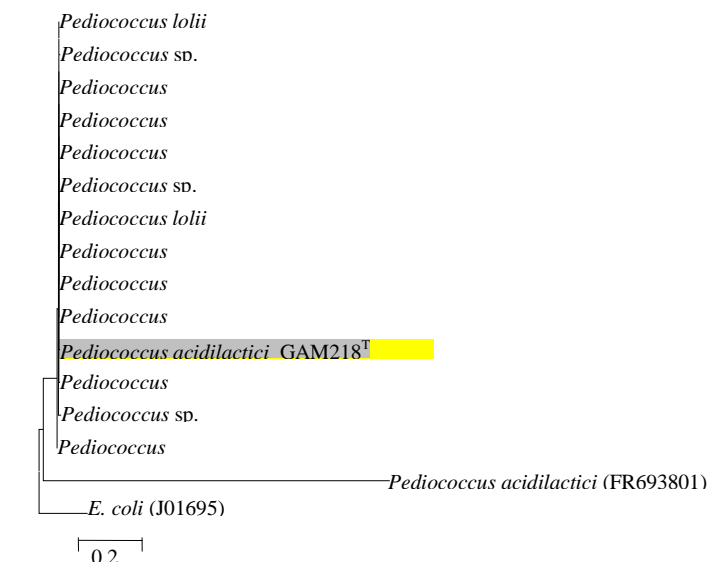 Pediococcus lolii
Pediococcus sp.
Pediococcus
Pediococcus
Pediococcus
Pediococcus sp.
Pediococcus lolii
Pediococcus
Pediococcus
Pediococcus
Pediococcus acidilactici GAM218ᵀ
Pediococcus
Pediococcus sp.
Pediococcus
Pediococcus acidilactici (FR693801)
E. coli (J01695)
0.2